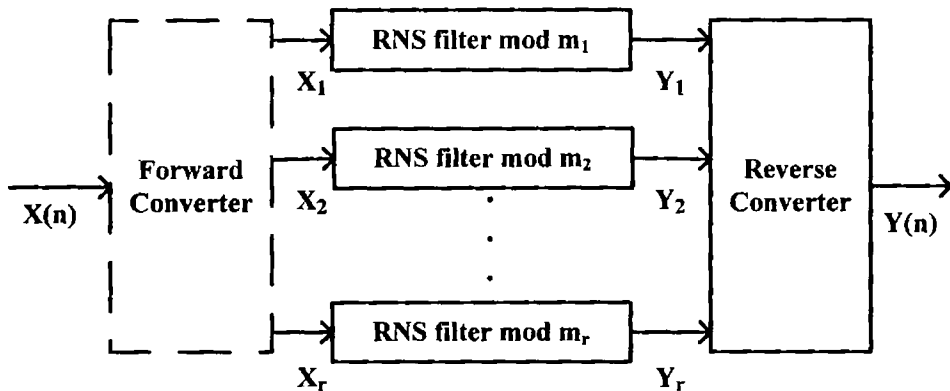 RNS filter mod m₁
X₁
Y₁
Forward
Converter
RNS filter mod m₂
X₂
Y₂
Reverse
Converter
X(n)
Y(n)
RNS filter mod mᵣ
Xᵣ
Yᵣ